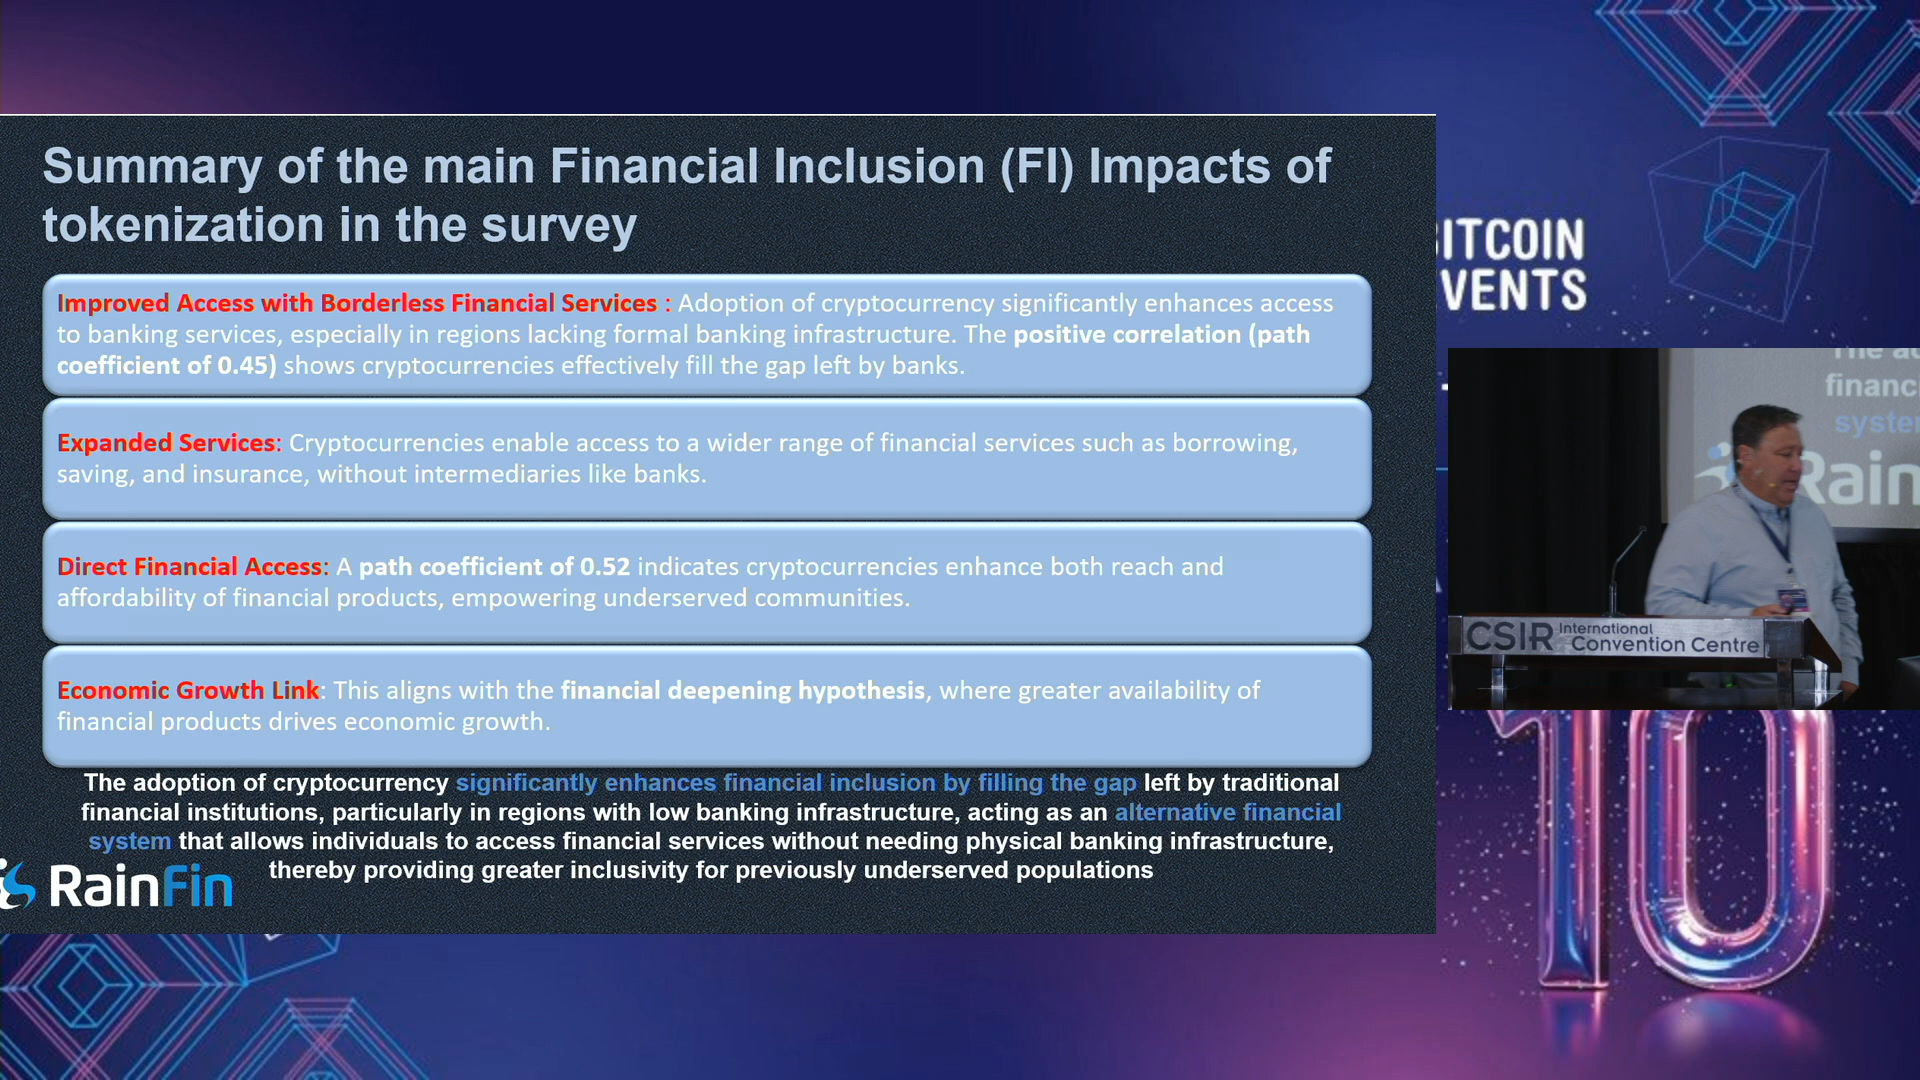 Summary of the main Financial Inclusion (FI) Impacts of
tokenization in the survey
Improved Access with Borderless Financial Services : Adoption of cryptocurrency significantly enhances access
to banking services, especially in regions lacking formal banking infrastructure. The positive correlation (path
coefficient of 0.45) shows cryptocurrencies effectively fill the gap left by banks.
Expanded Services: Cryptocurrencies enable access to a wider range of financial services such as borrowing,
saving, and insurance, without intermediaries like banks.
Direct Financial Access: A path coefficient of 0.52 indicates cryptocurrencies enhance both reach and
affordability of financial products, empowering underserved communities.
Economic Growth Link: This aligns with the financial deepening hypothesis, where greater availability of
financial products drives economic growth.
The adoption of cryptocurrency significantly enhances financial inclusion by filling the gap left by traditional
financial institutions, particularly in regions with low banking infrastructure, acting as an alternative financial
system that allows individuals to access financial services without needing physical banking infrastructure,
thereby providing greater inclusivity for previously underserved populations
RainFin
ITCOIN
VENTS
The ad
financ
system
Rain
CSIR International
Convention Centre
10